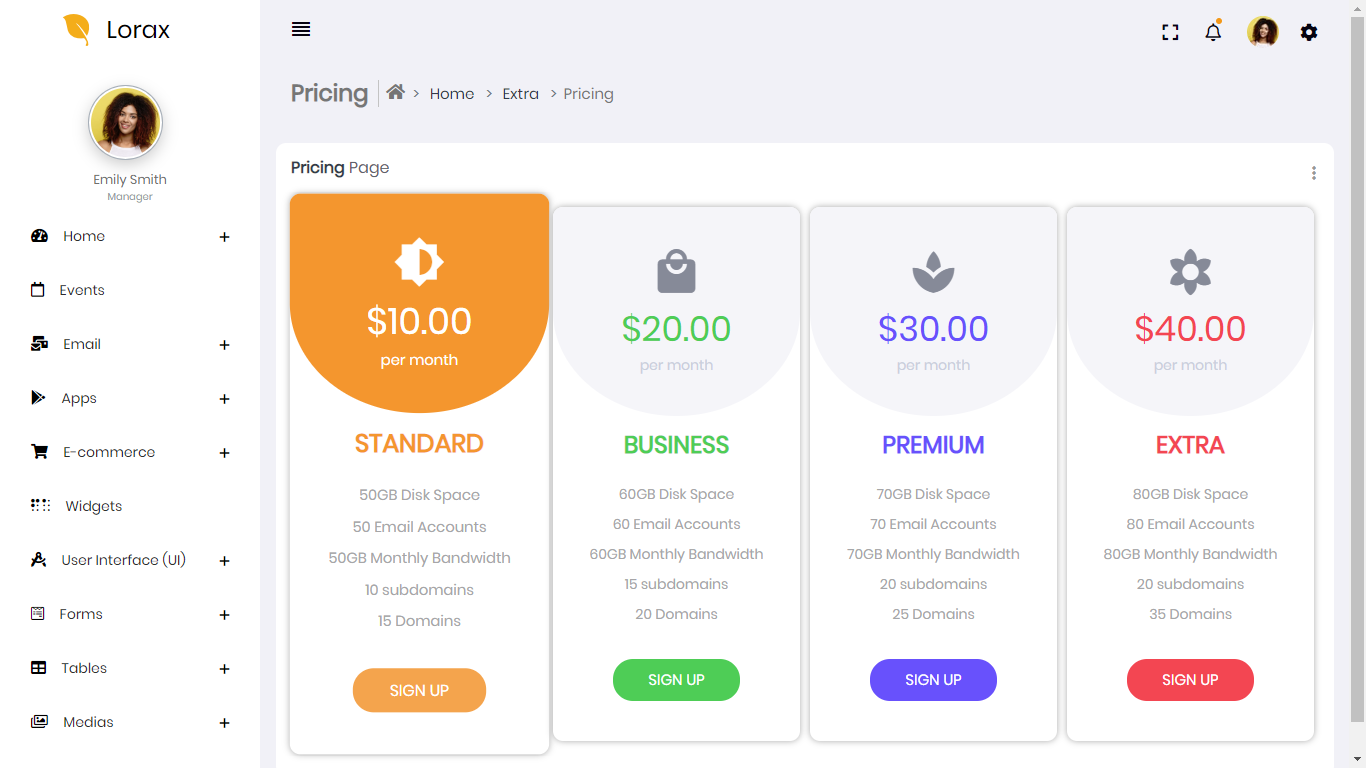 Lorax
Emily Smith
Manager
Home
Events
Email
Apps
E-commerce
Widgets
User Interface (UI)
Forms
Tables
Medias
Pricing > Home > Extra > Pricing
Pricing Page
$10.00
per month
STANDARD
50GB Disk Space
50 Email Accounts
50GB Monthly Bandwidth
10 subdomains
15 Domains
SIGN UP
$20.00
per month
BUSINESS
60GB Disk Space
60 Email Accounts
60GB Monthly Bandwidth
15 subdomains
20 Domains
SIGN UP
$30.00
per month
PREMIUM
70GB Disk Space
70 Email Accounts
70GB Monthly Bandwidth
20 subdomains
25 Domains
SIGN UP
$40.00
per month
EXTRA
80GB Disk Space
80 Email Accounts
80GB Monthly Bandwidth
20 subdomains
35 Domains
SIGN UP